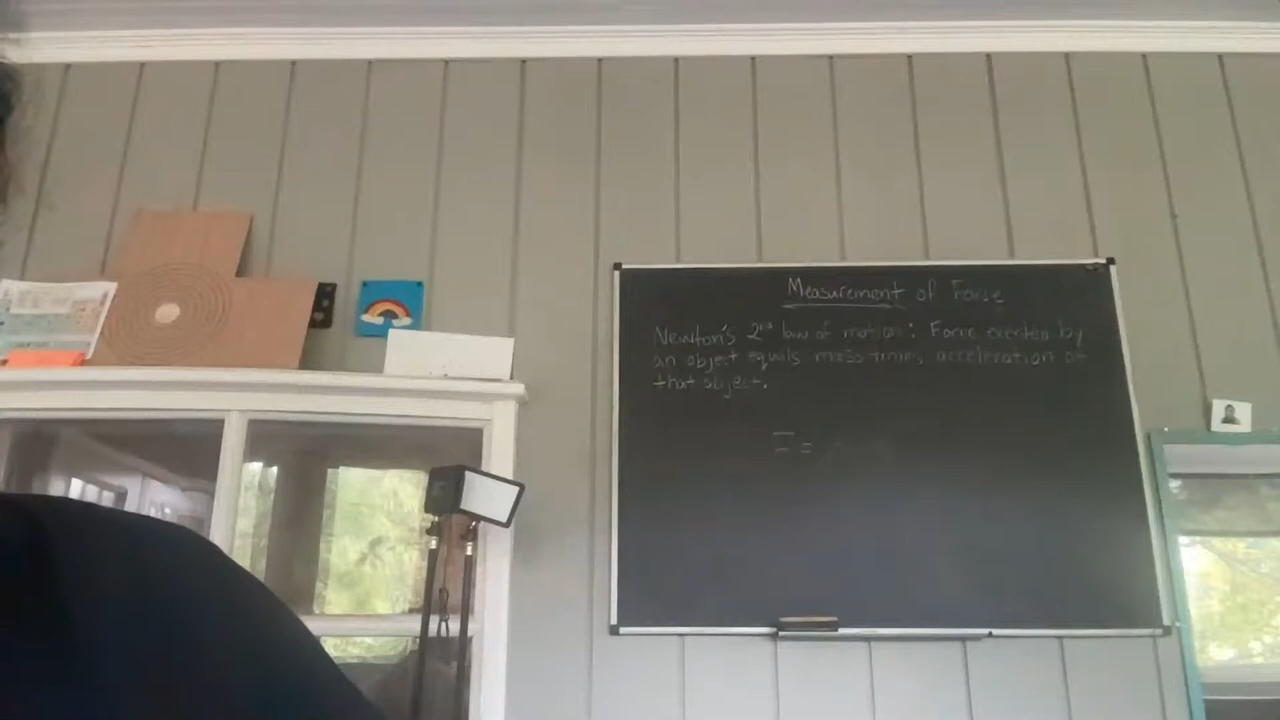 Measurement of Force
Newton's 2nd law of motion: Force exerted by
an object equals mass times acceleration of
that object.
F =